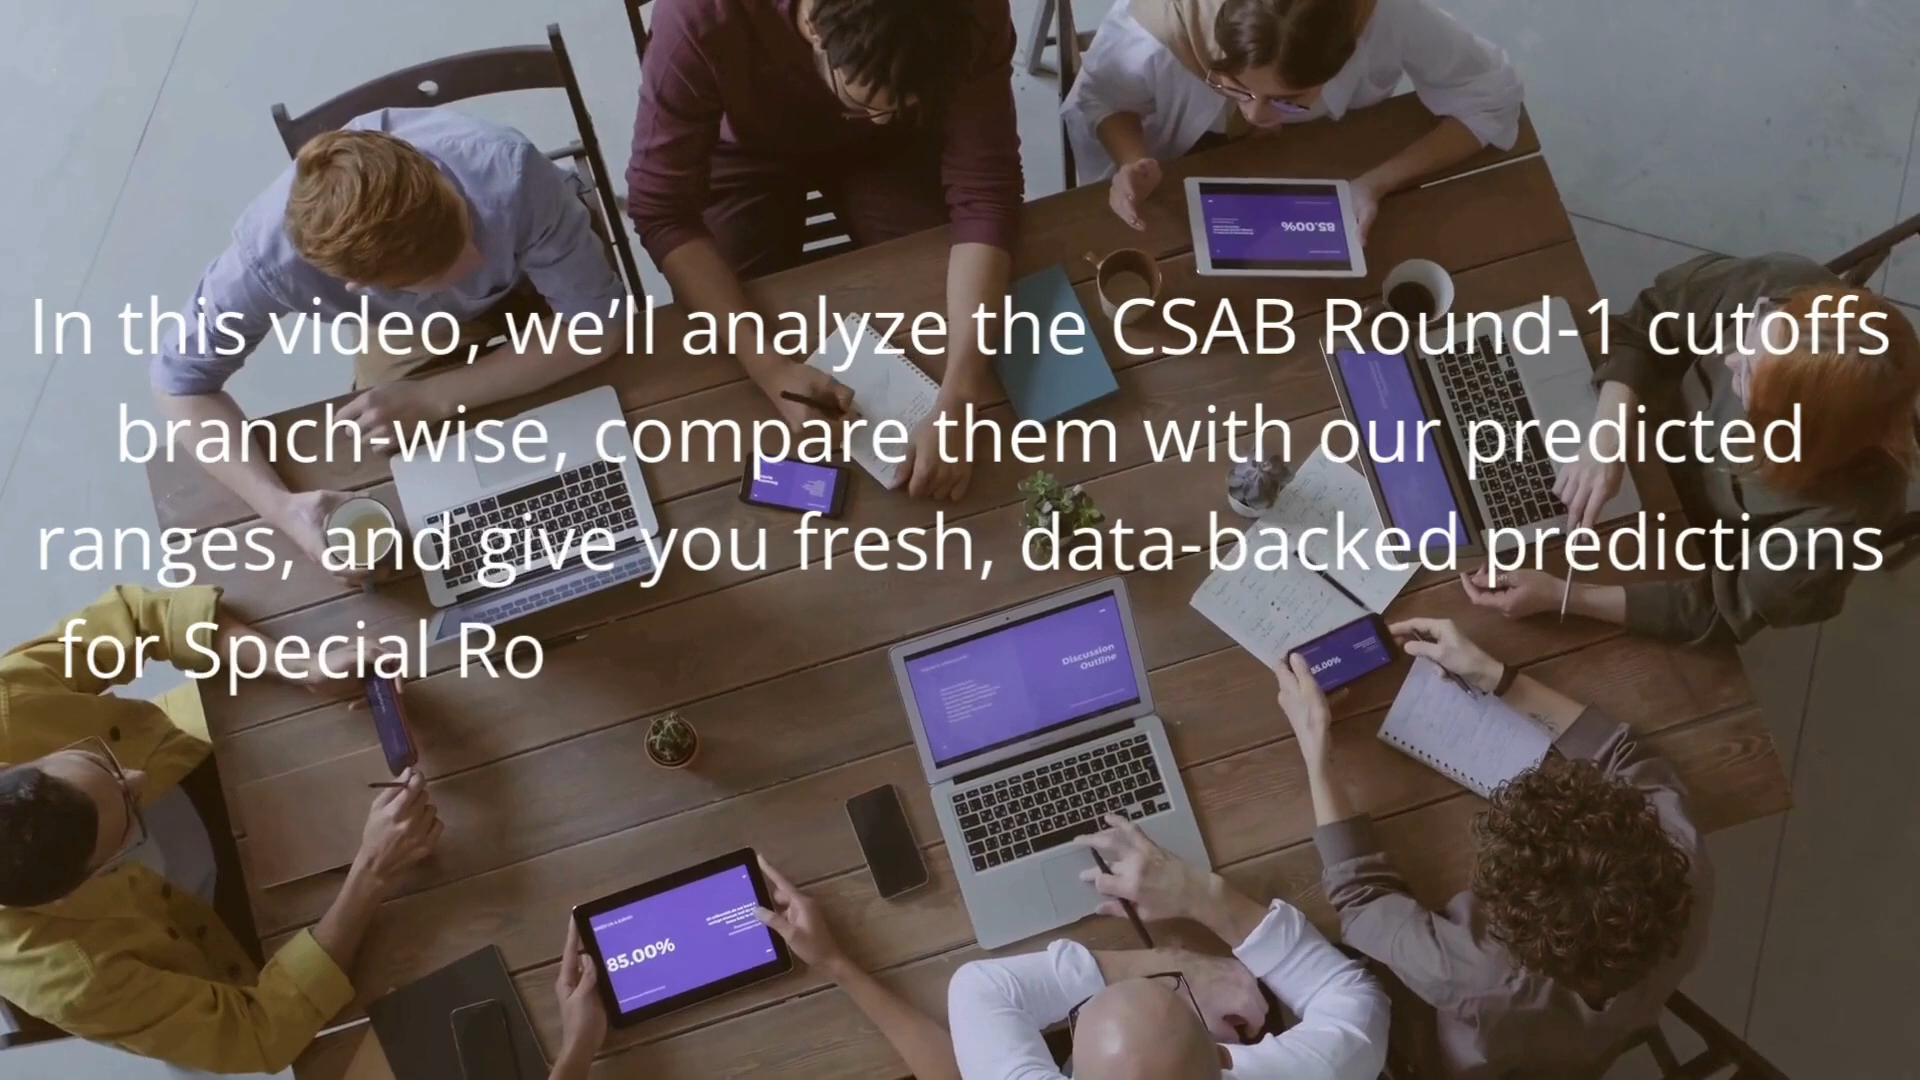 In this video, we’ll analyze the CSAB Round-1 cutoffs
branch-wise, compare them with our predicted
ranges, and give you fresh, data-backed predictions
for Special Ro
85.00%
Discussion
Outline
85.00%
85.00%